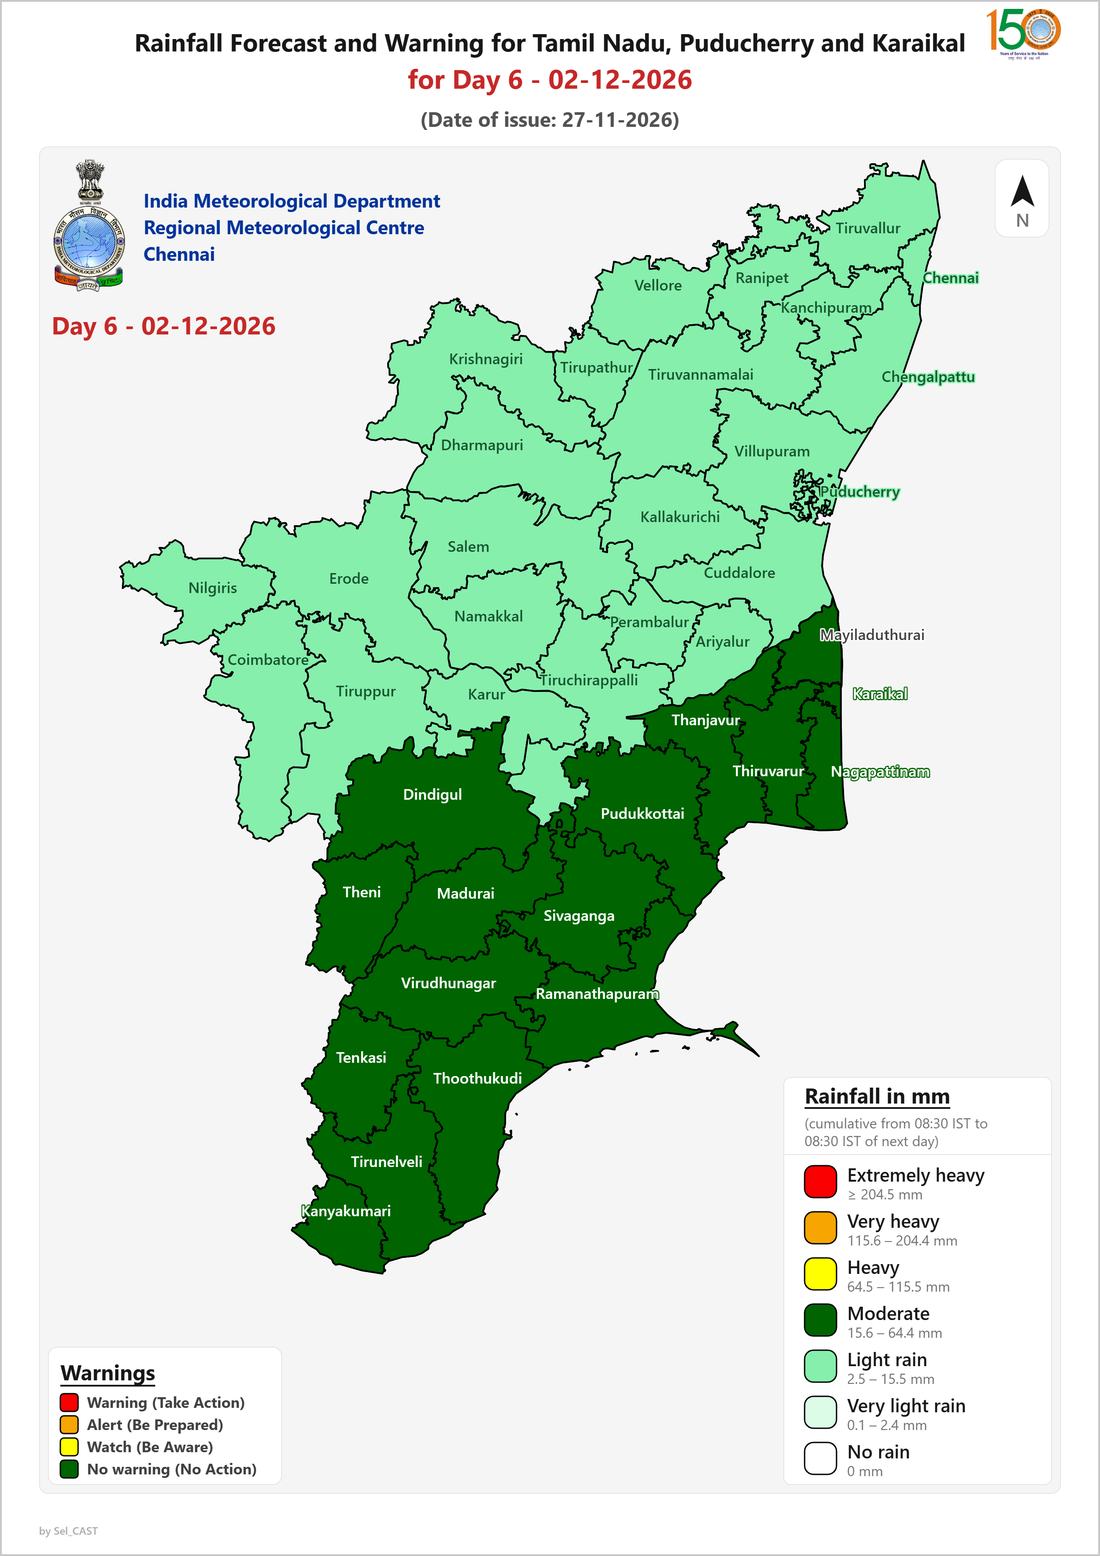 Rainfall Forecast and Warning for Tamil Nadu, Puducherry and Karaikal
for Day 6 - 02-12-2026
(Date of issue: 27-11-2026)
150
Years of Service to the Nation
India Meteorological Department
Regional Meteorological Centre
Chennai
Day 6 - 02-12-2026
N
Tiruvallur
Chennai
Ranipet
Vellore
Kanchipuram
Krishnagiri
Tirupathur
Tiruvannamalai
Chengalpattu
Dharmapuri
Villupuram
Puducherry
Kallakurichi
Salem
Cuddalore
Erode
Nilgiris
Namakkal
Perambalur
Mayiladuthurai
Ariyalur
Coimbatore
Tiruchirappalli
Tiruppur
Karur
Karaikal
Thanjavur
Thiruvarur
Nagapattinam
Dindigul
Pudukkottai
Theni
Madurai
Sivaganga
Virudhunagar
Ramanathapuram
Tenkasi
Thoothukudi
Tirunelveli
Kanyakumari
Rainfall in mm
(cumulative from 08:30 IST to
08:30 IST of next day)
Extremely heavy
≥ 204.5 mm
Very heavy
115.6 – 204.4 mm
Heavy
64.5 – 115.5 mm
Moderate
15.6 – 64.4 mm
Light rain
2.5 – 15.5 mm
Very light rain
0.1 – 2.4 mm
No rain
0 mm
Warnings
Warning (Take Action)
Alert (Be Prepared)
Watch (Be Aware)
No warning (No Action)
by Sel_CAST